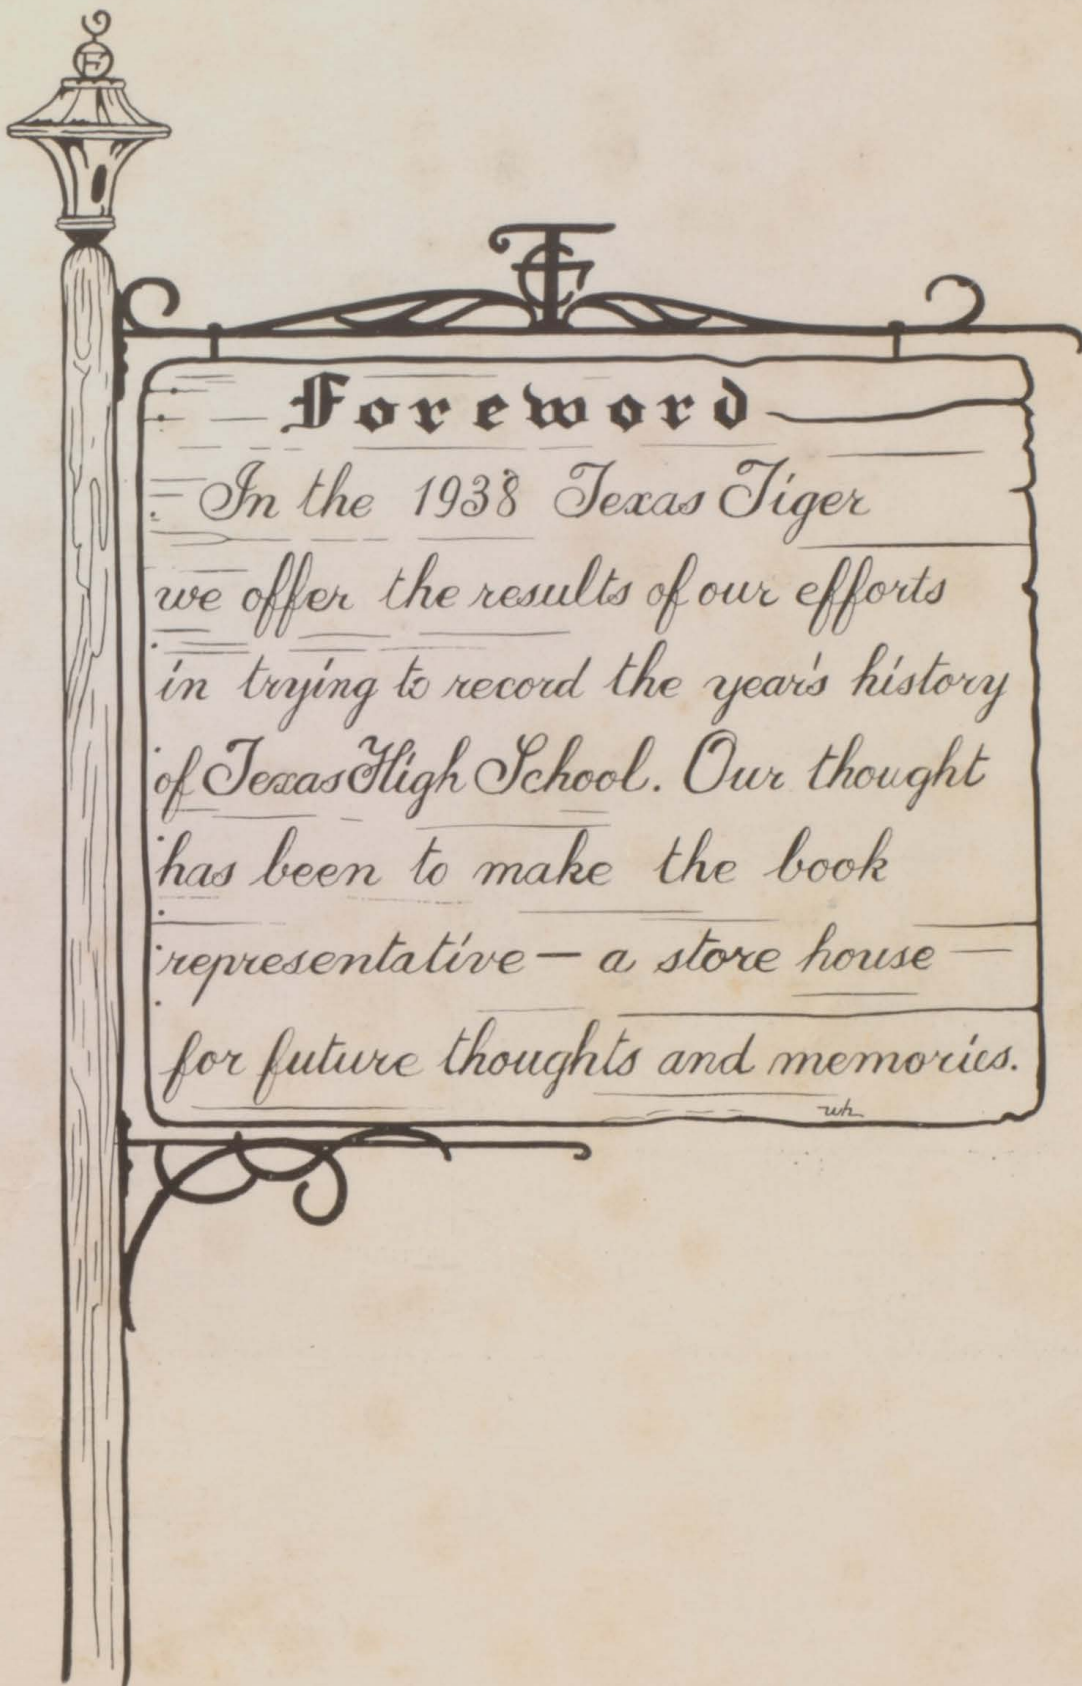 Foreword
In the 1938 Texas Tiger
we offer the results of our efforts
in trying to record the year's history
of Texas High School. Our thought
has been to make the book
representative — a store house
for future thoughts and memories.